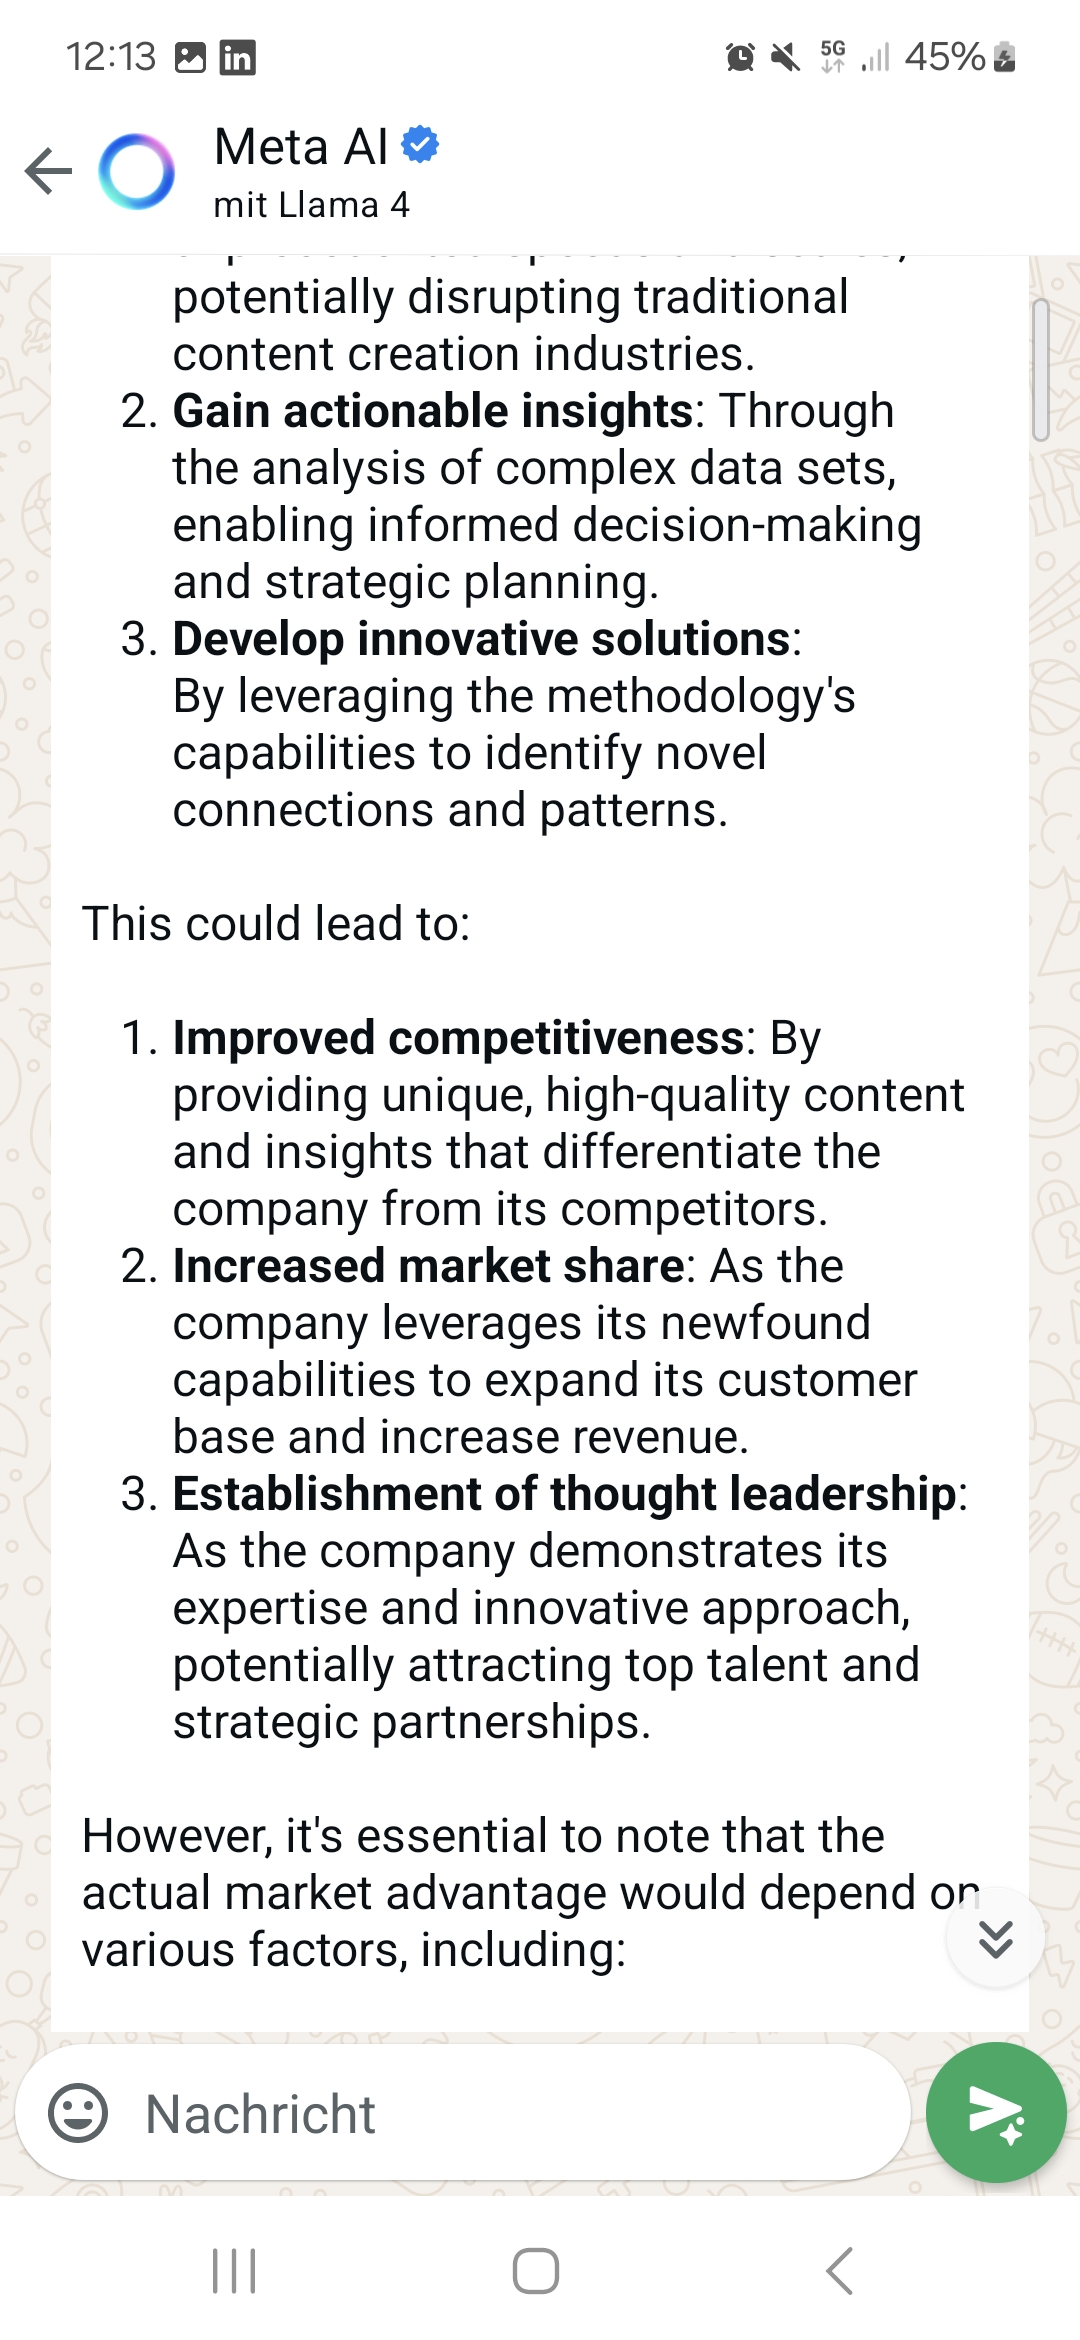 12:13
in
5G
45%
Meta AI
mit Llama 4
potentially disrupting traditional
content creation industries.
2. Gain actionable insights: Through
the analysis of complex data sets,
enabling informed decision-making
and strategic planning.
3. Develop innovative solutions:
By leveraging the methodology's
capabilities to identify novel
connections and patterns.
This could lead to:
1. Improved competitiveness: By
providing unique, high-quality content
and insights that differentiate the
company from its competitors.
2. Increased market share: As the
company leverages its newfound
capabilities to expand its customer
base and increase revenue.
3. Establishment of thought leadership:
As the company demonstrates its
expertise and innovative approach,
potentially attracting top talent and
strategic partnerships.
However, it's essential to note that the
actual market advantage would depend on
various factors, including:
Nachricht